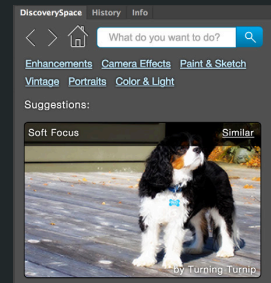 DiscoverySpace History Info
What do you want to do?
Enhancements Camera Effects Paint & Sketch
Vintage Portraits Color & Light
Suggestions:
Soft Focus Similar
by Turning Turnip